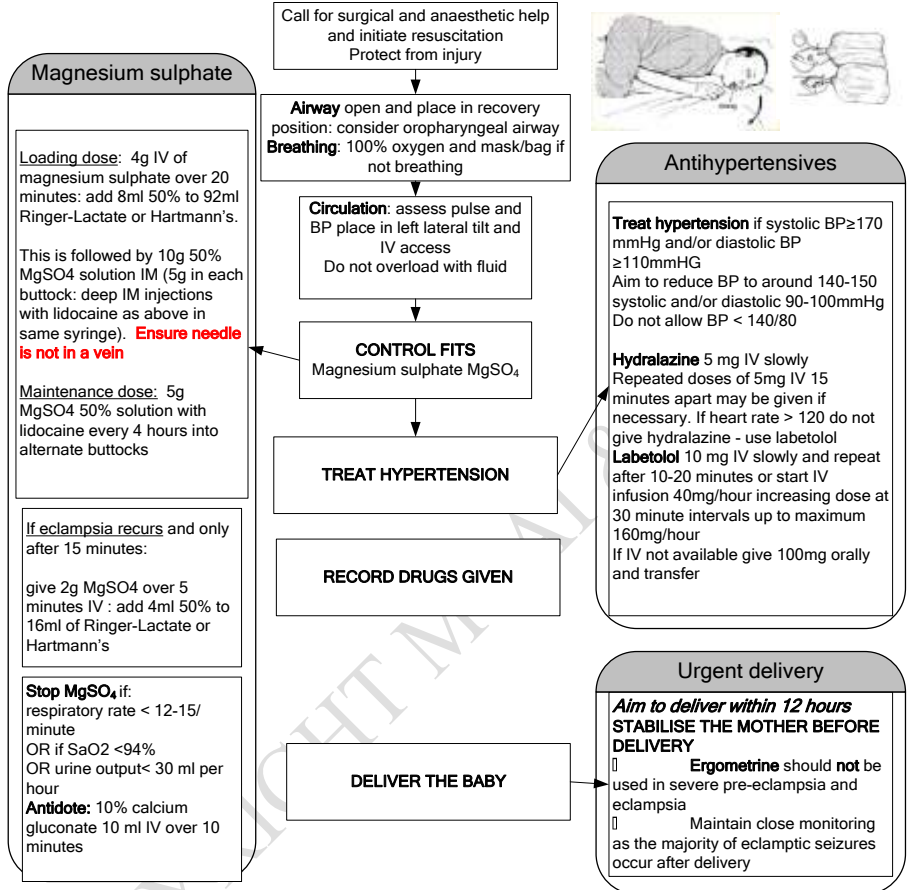 Call for surgical and anaesthetic help
and initiate resuscitation
Protect from injury
Airway open and place in recovery
position: consider oropharyngeal airway
Breathing: 100% oxygen and mask/bag if
not breathing
Circulation: assess pulse and
BP place in left lateral tilt and
IV access
Do not overload with fluid
CONTROL FITS
Magnesium sulphate MgSO₄
TREAT HYPERTENSION
RECORD DRUGS GIVEN
DELIVER THE BABY
Magnesium sulphate
Loading dose: 4g IV of
magnesium sulphate over 20
minutes: add 8ml 50% to 92ml
Ringer-Lactate or Hartmann's.
This is followed by 10g 50%
MgSO4 solution IM (5g in each
buttock: deep IM injections
with lidocaine as above in
same syringe). Ensure needle
is not in a vein
Maintenance dose: 5g
MgSO4 50% solution with
lidocaine every 4 hours into
alternate buttocks
If eclampsia recurs and only
after 15 minutes:
give 2g MgSO4 over 5
minutes IV : add 4ml 50% to
16ml of Ringer-Lactate or
Hartmann's
Stop MgSO₄ if:
respiratory rate < 12-15/
minute
OR if SaO2 <94%
OR urine output< 30 ml per
hour
Antidote: 10% calcium
gluconate 10 ml IV over 10
minutes
Antihypertensives
Treat hypertension if systolic BP≥170
mmHg and/or diastolic BP
≥110mmHG
Aim to reduce BP to around 140-150
systolic and/or diastolic 90-100mmHg
Do not allow BP < 140/80
Hydralazine 5 mg IV slowly
Repeated doses of 5mg IV 15
minutes apart may be given if
necessary. If heart rate > 120 do not
give hydralazine - use labetolol
Labetolol 10 mg IV slowly and repeat
after 10-20 minutes or start IV
infusion 40mg/hour increasing dose at
30 minute intervals up to maximum
160mg/hour
If IV not available give 100mg orally
and transfer
Urgent delivery
Aim to deliver within 12 hours
STABILISE THE MOTHER BEFORE
DELIVERY
Ergometrine should not be
used in severe pre-eclampsia and
eclampsia
Maintain close monitoring
as the majority of eclamptic seizures
occur after delivery